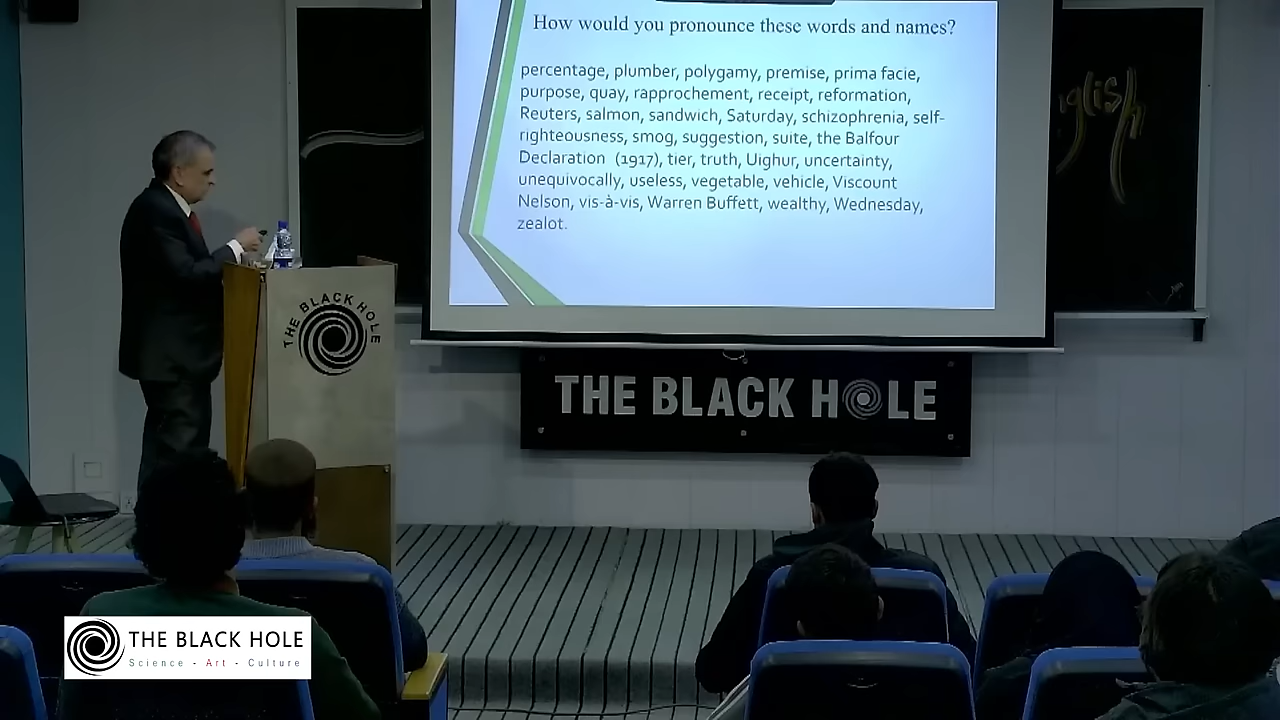 How would you pronounce these words and names?
percentage, plumber, polygamy, premise, prima facie,
purpose, quay, rapprochement, receipt, reformation,
Reuters, salmon, sandwich, Saturday, schizophrenia, self-
righteousness, smog, suggestion, suite, the Balfour
Declaration (1917), tier, truth, Uighur, uncertainty,
unequivocally, useless, vegetable, vehicle, Viscount
Nelson, vis-à-vis, Warren Buffett, wealthy, Wednesday,
zealot.
glish
THE BLACK HOLE
THE BLACK HOLE
THE BLACK HOLE
Science - Art - Culture